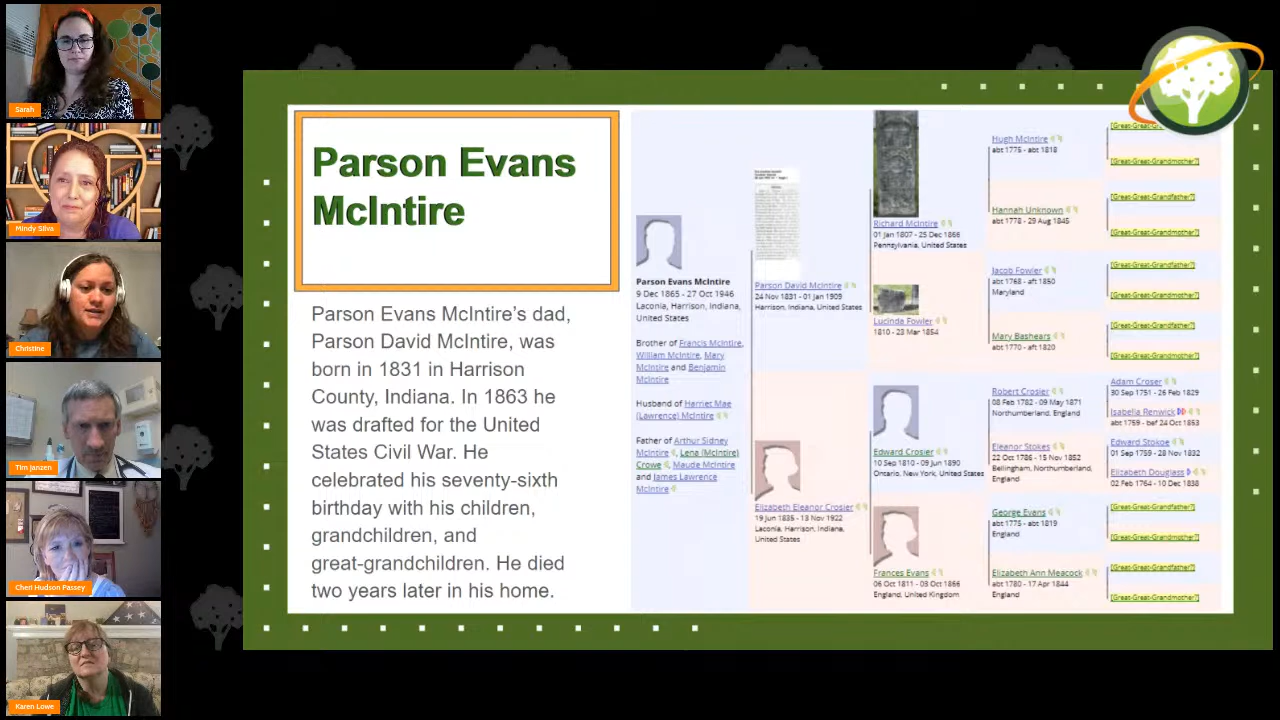 Sarah
Mindy Silva
Christine
Tim Janzen
Cheri Hudson Passey
Karen Lowe
Parson Evans
McIntire
Parson Evans McIntire's dad,
Parson David McIntire, was
born in 1831 in Harrison
County, Indiana. In 1863 he
was drafted for the United
States Civil War. He
celebrated his seventy-sixth
birthday with his children,
grandchildren, and
great-grandchildren. He died
two years later in his home.
Parson Evans McIntire
9 Dec 1865 - 27 Oct 1946
Laconia, Harrison, Indiana,
United States
Brother of Francis McIntire,
William McIntire, Mary
McIntire and Benjamin
McIntire
Husband of Harriet Mae
(Lawrence) McIntire
Father of Arthur Sidney
McIntire, Lena (McIntire)
Crowe, Maude McIntire
and James Lawrence
McIntire
Parson David McIntire
24 Nov 1831 - 01 Jan 1909
Harrison, Indiana, United States
Elizabeth Eleanor Crosier
19 Jun 1835 - 13 Nov 1922
Laconia, Harrison, Indiana,
United States
Richard McIntire
01 Jan 1807 - 25 Dec 1866
Pennsylvania, United States
Lucinda Fowler
1810 - 23 Mar 1854
Edward Crosier
10 Sep 1810 - 09 Jun 1890
Ontario, New York, United States
Frances Evans
06 Oct 1811 - 03 Oct 1866
England, United Kingdom
Hugh McIntire
abt 1775 - abt 1818
Hannah Unknown
abt 1778 - 29 Aug 1845
Jacob Fowler
abt 1768 - aft 1850
Maryland
Mary Bashears
abt 1770 - aft 1820
Robert Crosier
08 Feb 1782 - 09 May 1871
Northumberland, England
Eleanor Stokes
22 Oct 1786 - 15 Nov 1852
Bellingham, Northumberland,
England
George Evans
abt 1775 - abt 1819
England
Elizabeth Ann Meacock
abt 1780 - 17 Apr 1844
England
[Great-Great-Grandmother?]
[Great-Great-Grandfather?]
[Great-Great-Grandmother?]
[Great-Great-Grandfather?]
[Great-Great-Grandmother?]
[Great-Great-Grandfather?]
[Great-Great-Grandmother?]
Adam Croser
30 Sep 1751 - 26 Feb 1829
Isabella Renwick
abt 1759 - baf 24 Oct 1853
Edward Stokoe
01 Sep 1759 - 28 Nov 1832
Elizabeth Douglass
02 Feb 1764 - 10 Dec 1838
[Great-Great-Grandfather?]
[Great-Great-Grandmother?]
[Great-Great-Grandfather?]
[Great-Great-Grandmother?]